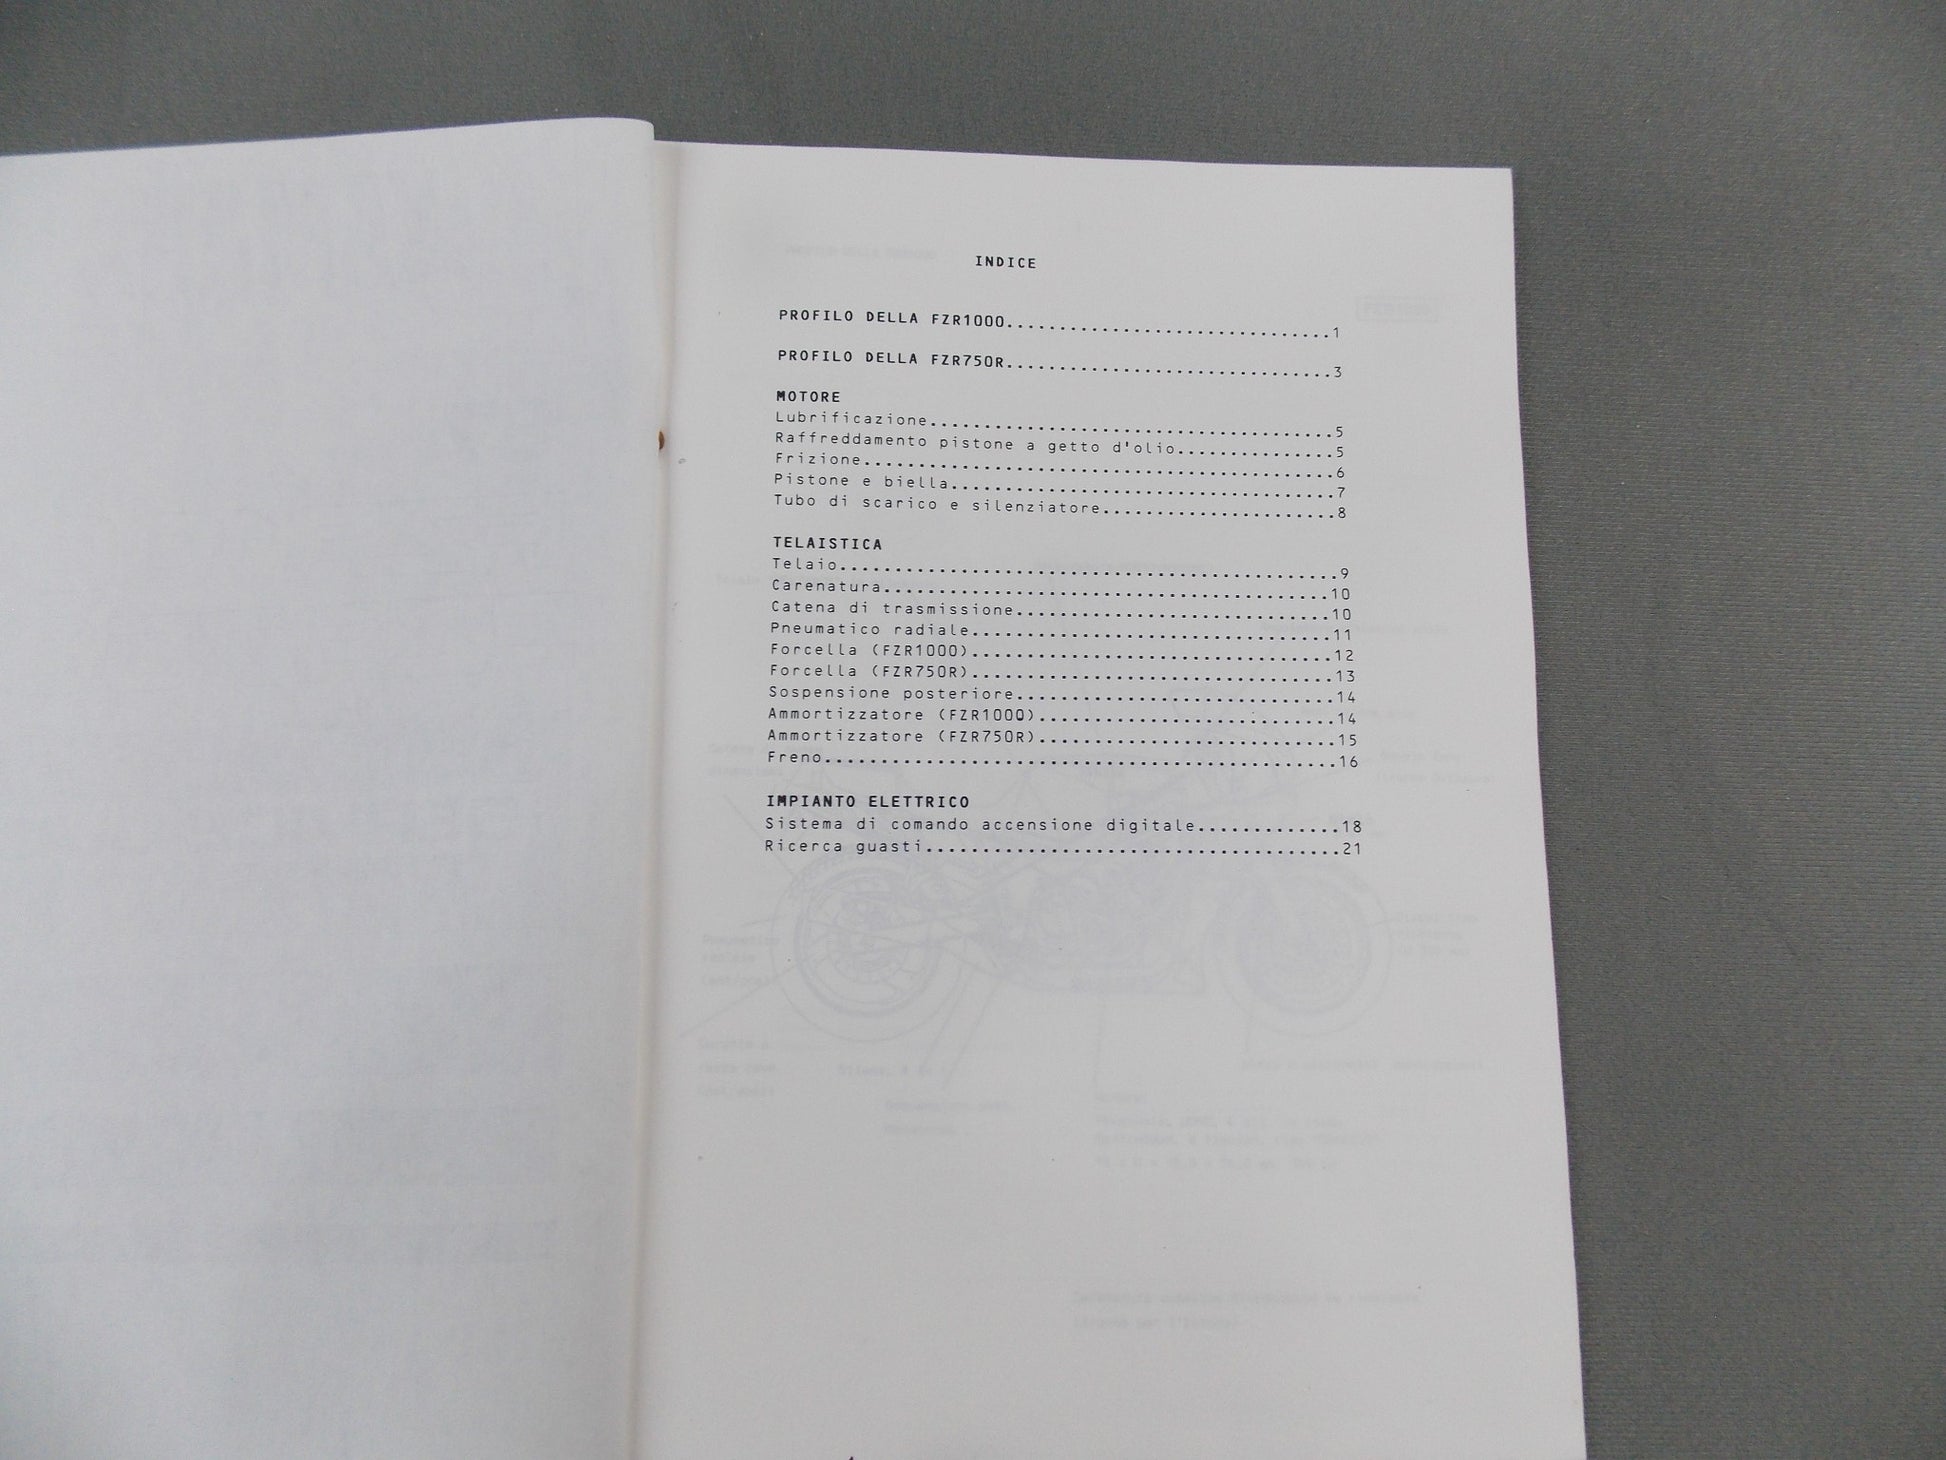 INDICE
PROFILO DELLA FZR1000..............................1
PROFILO DELLA FZR750R..............................3
MOTORE
Lubrificazione.....................................5
Raffreddamento pistone a getto d'olio..............5
Frizione...........................................6
Pistone e biella...................................7
Tubo di scarico e silenziatore.....................8
TELAISTICA
Telaio.............................................9
Carenatura........................................10
Catena di trasmissione............................10
Pneumatico radiale................................11
Forcella (FZR1000)................................12
Forcella (FZR750R)................................13
Sospensione posteriore............................14
Ammortizzatore (FZR1000)..........................14
Ammortizzatore (FZR750R)..........................15
Freno.............................................16
IMPIANTO ELETTRICO
Sistema di comando accensione digitale.............18
Ricerca guasti.....................................21